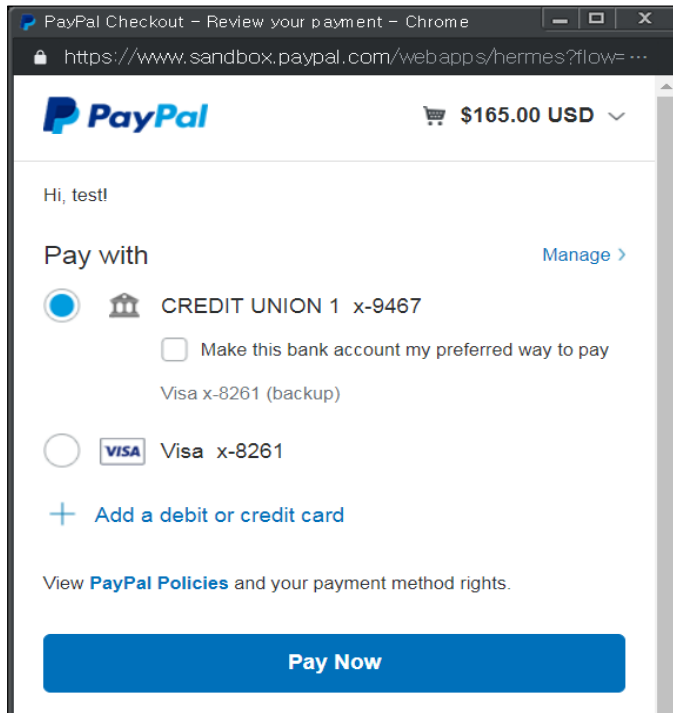 PayPal Checkout – Review your payment – Chrome
https://www.sandbox.paypal.com/webapps/hermes?flow= ···
PayPal $165.00 USD
Hi, test!
Pay with Manage
CREDIT UNION 1 x-9467
Make this bank account my preferred way to pay
Visa x-8261 (backup)
VISA Visa x-8261
Add a debit or credit card
View PayPal Policies and your payment method rights.
Pay Now